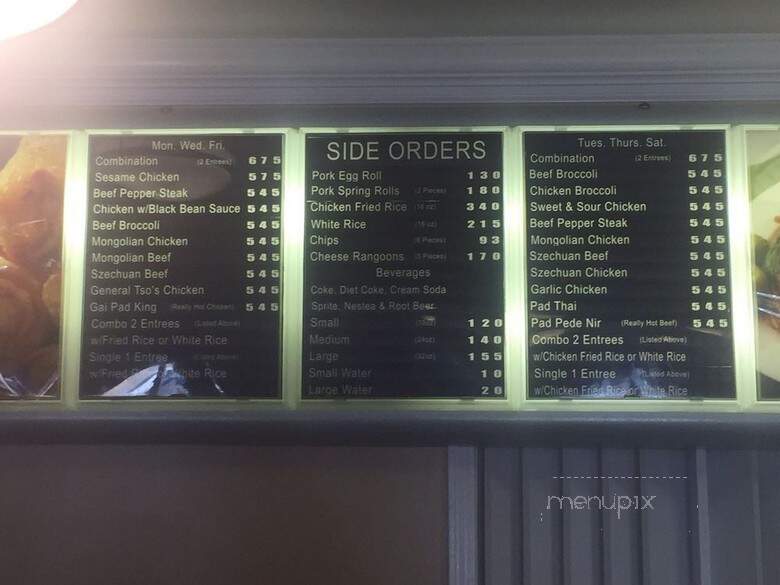 Mon. Wed. Fri.
Combination (2 Entrees) 6 7 5
Sesame Chicken 5 7 5
Beef Pepper Steak 5 4 5
Chicken w/Black Bean Sauce 5 4 5
Beef Broccoli 5 4 5
Mongolian Chicken 5 4 5
Mongolian Beef 5 4 5
Szechuan Beef 5 4 5
General Tso's Chicken 5 4 5
Gai Pad King (Really Hot Chicken) 5 4 5
Combo 2 Entrees (Listed Above)
w/Fried Rice or White Rice
Single 1 Entree (Listed Above)
w/Fried White Rice
SIDE ORDERS
Pork Egg Roll 1 3 0
Pork Spring Rolls (2 Pieces) 1 8 0
Chicken Fried Rice (16 oz) 3 4 0
White Rice (16 oz) 2 1 5
Chips (6 Pieces) 9 3
Cheese Rangoons (3 Pieces) 1 7 0
Beverages
Coke, Diet Coke, Cream Soda
Sprite, Nestea & Root Beer
Small 1 2 0
Medium (24oz) 1 4 0
Large (32oz) 1 5 5
Small Water 1 0
Large Water 2 0
Tues. Thurs. Sat.
Combination (2 Entrees) 6 7 5
Beef Broccoli 5 4 5
Chicken Broccoli 5 4 5
Sweet & Sour Chicken 5 4 5
Beef Pepper Steak 5 4 5
Mongolian Chicken 5 4 5
Szechuan Beef 5 4 5
Szechuan Chicken 5 4 5
Garlic Chicken 5 4 5
Pad Thai 5 4 5
Pad Pede Nir (Really Hot Beef) 5 4 5
Combo 2 Entrees (Listed Above)
w/Chicken Fried Rice or White Rice
Single 1 Entree (Listed Above)
w/Chicken Fried Rice or White Rice
menupix